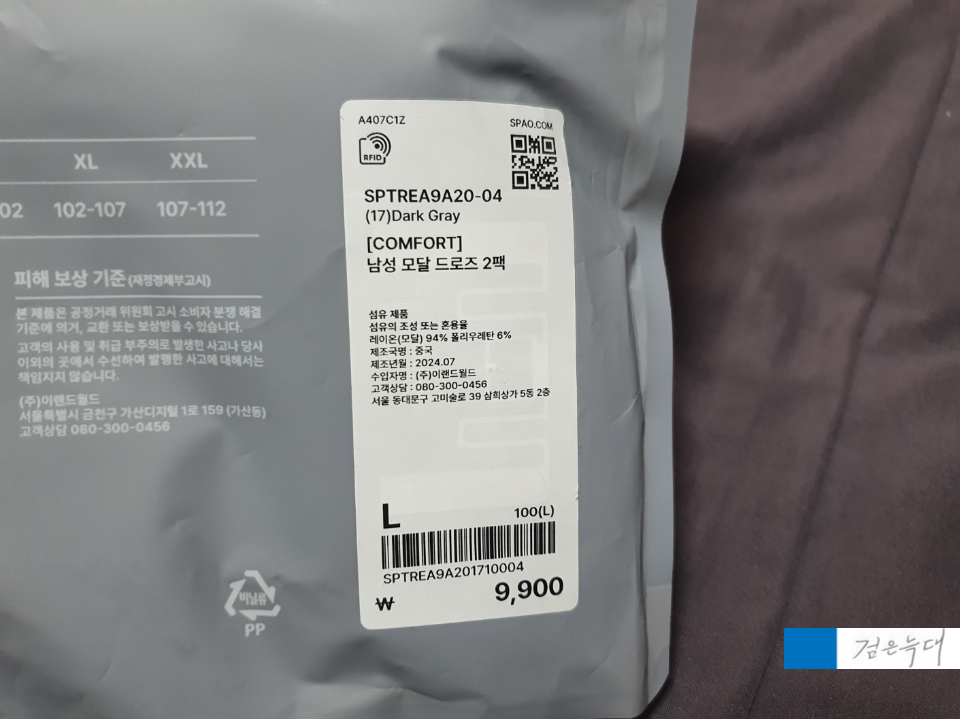 XL XXL
02 102-107 107-112
피해 보상 기준 (재정경제부고시)
본 제품은 공정거래 위원회 고시 소비자 분쟁 해결
기준에 의거, 교환 또는 보상받을 수 있습니다.
고객의 사용 및 취급 부주의로 발생한 사고나 당사
이외의 곳에서 수선하여 발행한 사고에 대해서는
책임지지 않습니다.
(주)이랜드월드
서울특별시 금천구 가산디지털 1로 159 (가산동)
고객상담 080-300-0456
비닐류
PP
A407C1Z
SPAO.COM
RFID
SPTREA9A20-04
(17)Dark Gray
[COMFORT]
남성 모달 드로즈 2팩
섬유 제품
섬유의 조성 또는 혼용율
레이온(모달) 94% 폴리우레탄 6%
제조국명 : 중국
제조년월 : 2024.07
수입자명 : (주)이랜드월드
고객상담 : 080-300-0456
서울 동대문구 고미술로 39 삼희상가 5동 2층
L 100(L)
SPTREA9A201710004
₩ 9,900
검은늑대